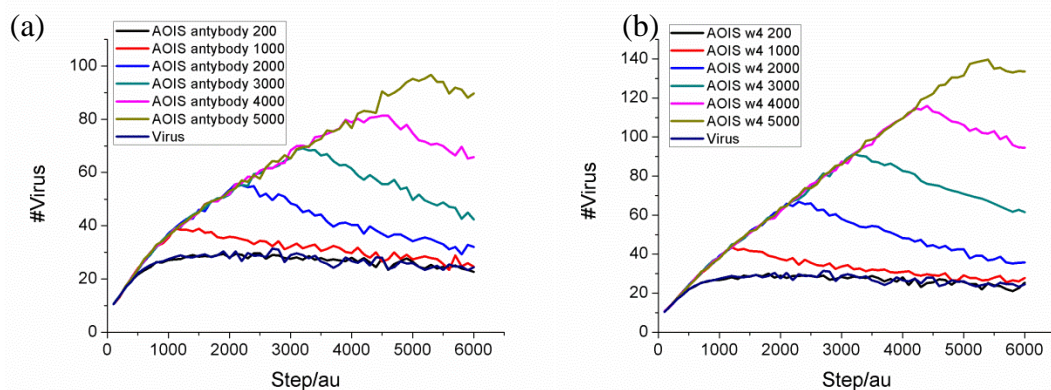 (a)
AOIS antybody 200
AOIS antybody 1000
AOIS antybody 2000
AOIS antybody 3000
AOIS antybody 4000
AOIS antybody 5000
Virus
#Virus
100
80
60
40
20
0
0 1000 2000 3000 4000 5000 6000
Step/au
(b)
AOIS w4 200
AOIS w4 1000
AOIS w4 2000
AOIS w4 3000
AOIS w4 4000
AOIS w4 5000
Virus
#Virus
140
120
100
80
60
40
20
0
0 1000 2000 3000 4000 5000 6000
Step/au